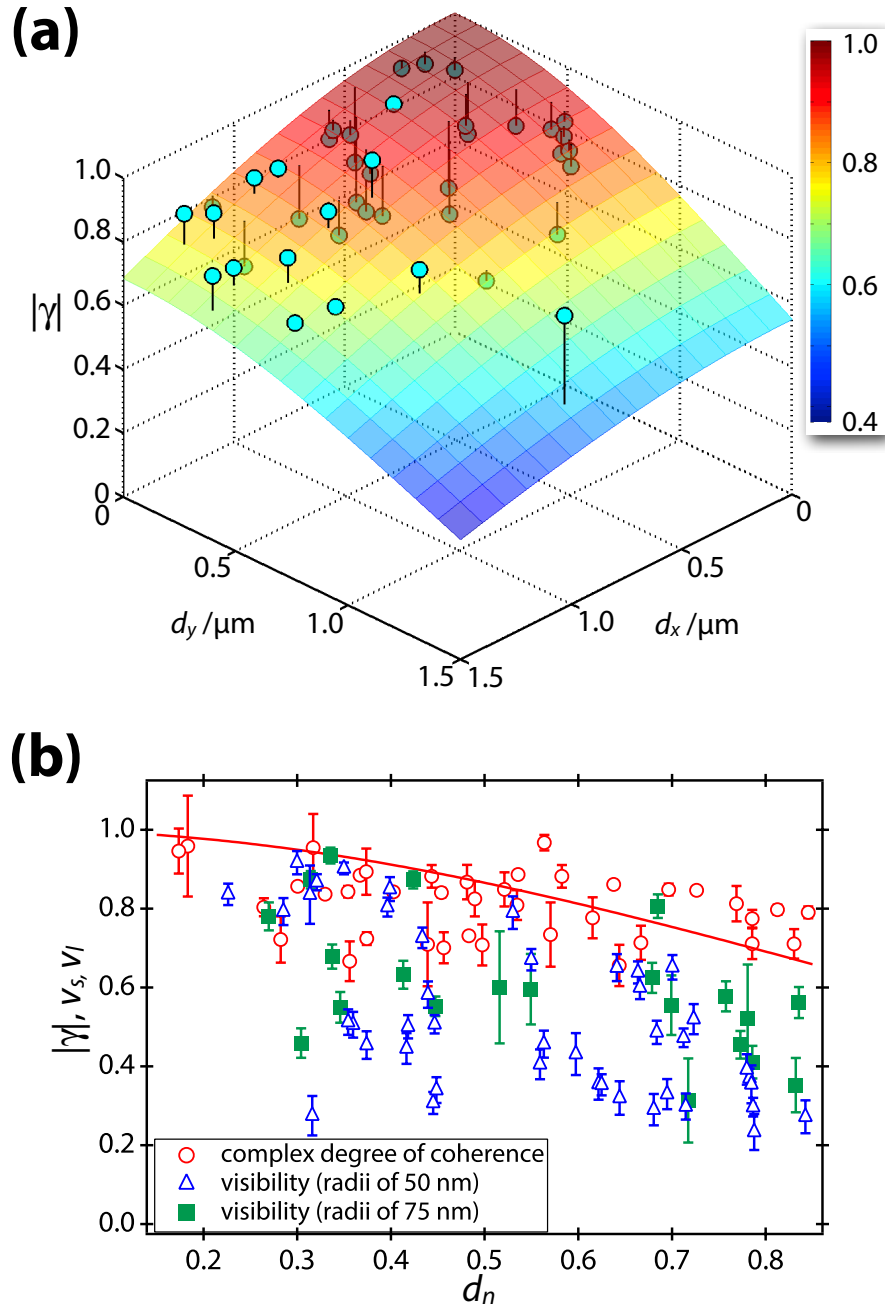 (a)
1.0
0.8
0.6
0.4
1.0
0.8
0.6
0.4
0.2
0
|γ|
0
0.5
1.0
1.5
d_y /μm
0
0.5
1.0
1.5
d_x /μm
(b)
1.0
0.8
0.6
0.4
0.2
0.0
|γ|, v_s, v_l
complex degree of coherence
visibility (radii of 50 nm)
visibility (radii of 75 nm)
0.2 0.3 0.4 0.5 0.6 0.7 0.8
d_n